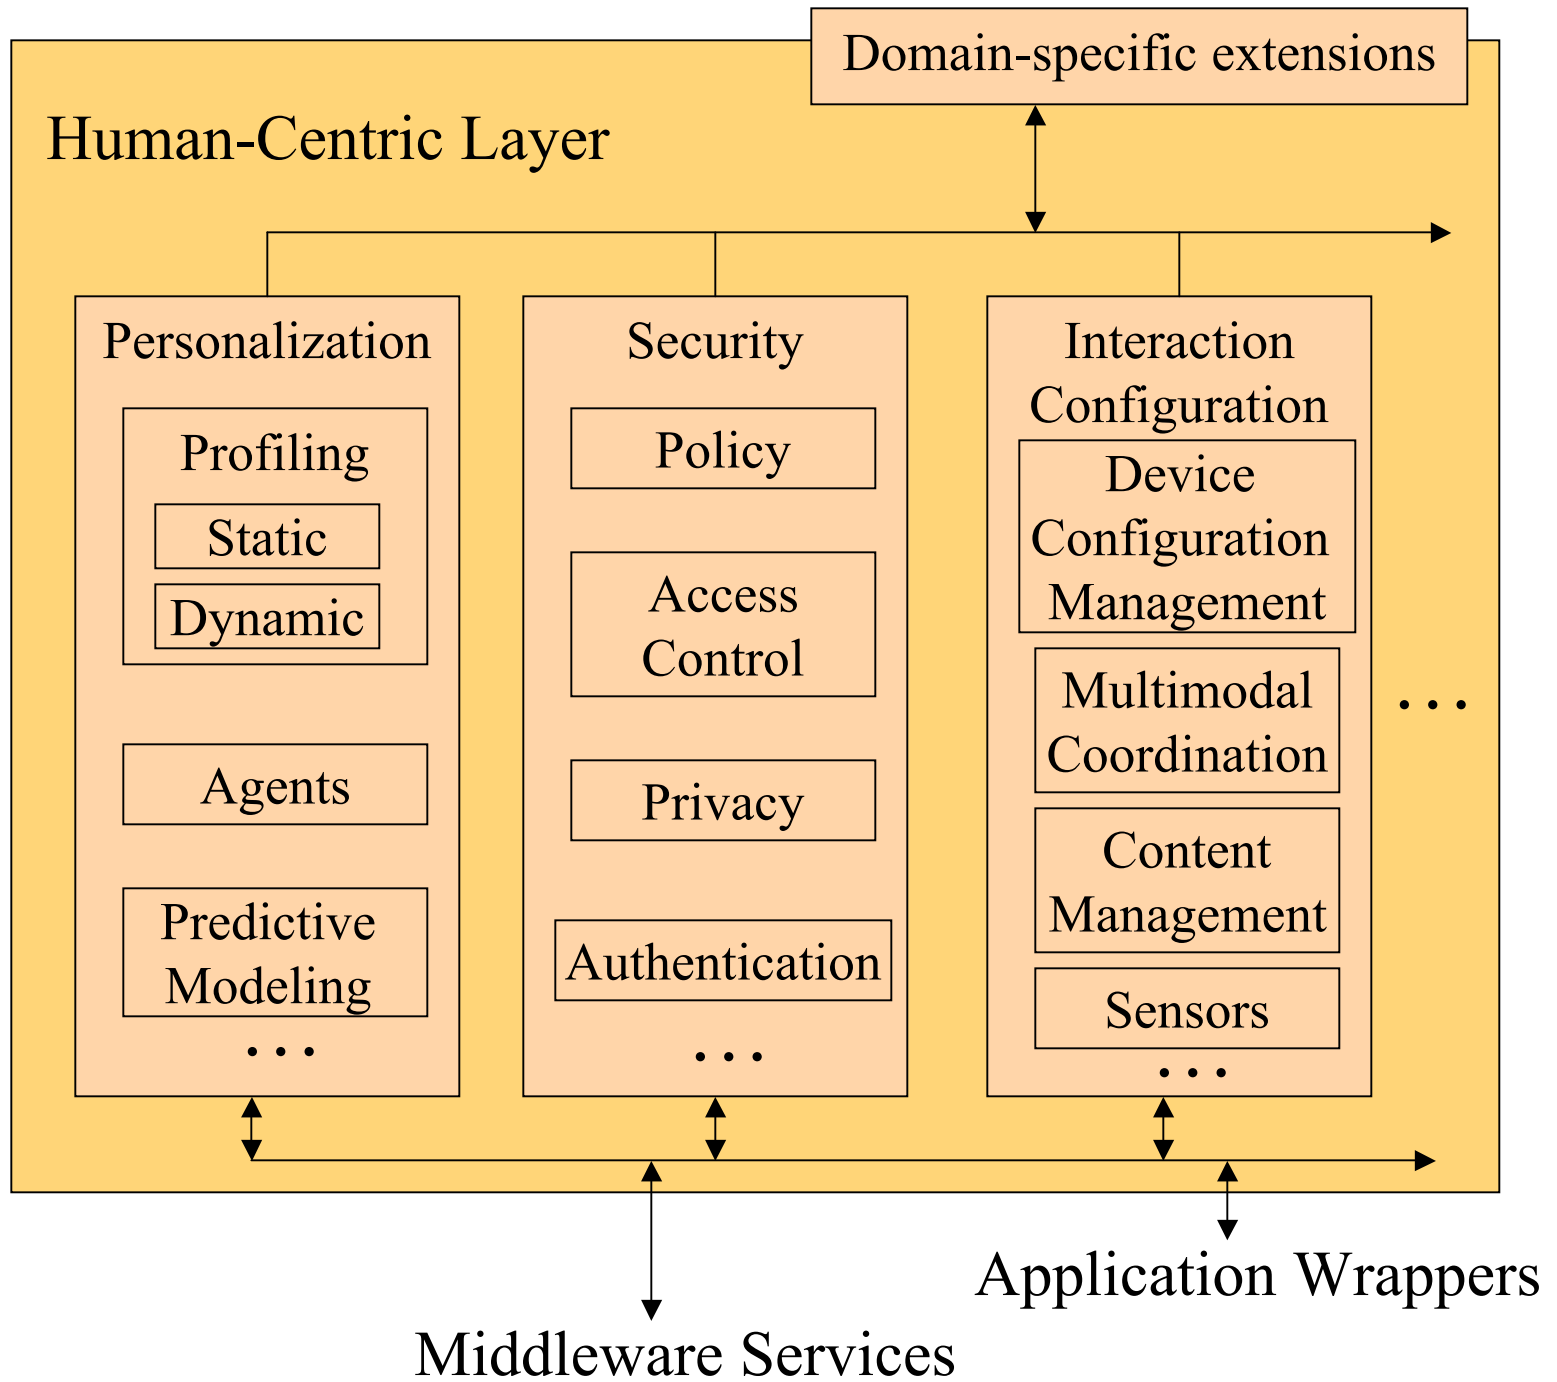 Domain-specific extensions
Human-Centric Layer
Personalization
Profiling
Static
Dynamic
Agents
Predictive
Modeling
...
Security
Policy
Access
Control
Privacy
Authentication
...
Interaction
Configuration
Device
Configuration
Management
Multimodal
Coordination
Content
Management
Sensors
...
...
Application Wrappers
Middleware Services